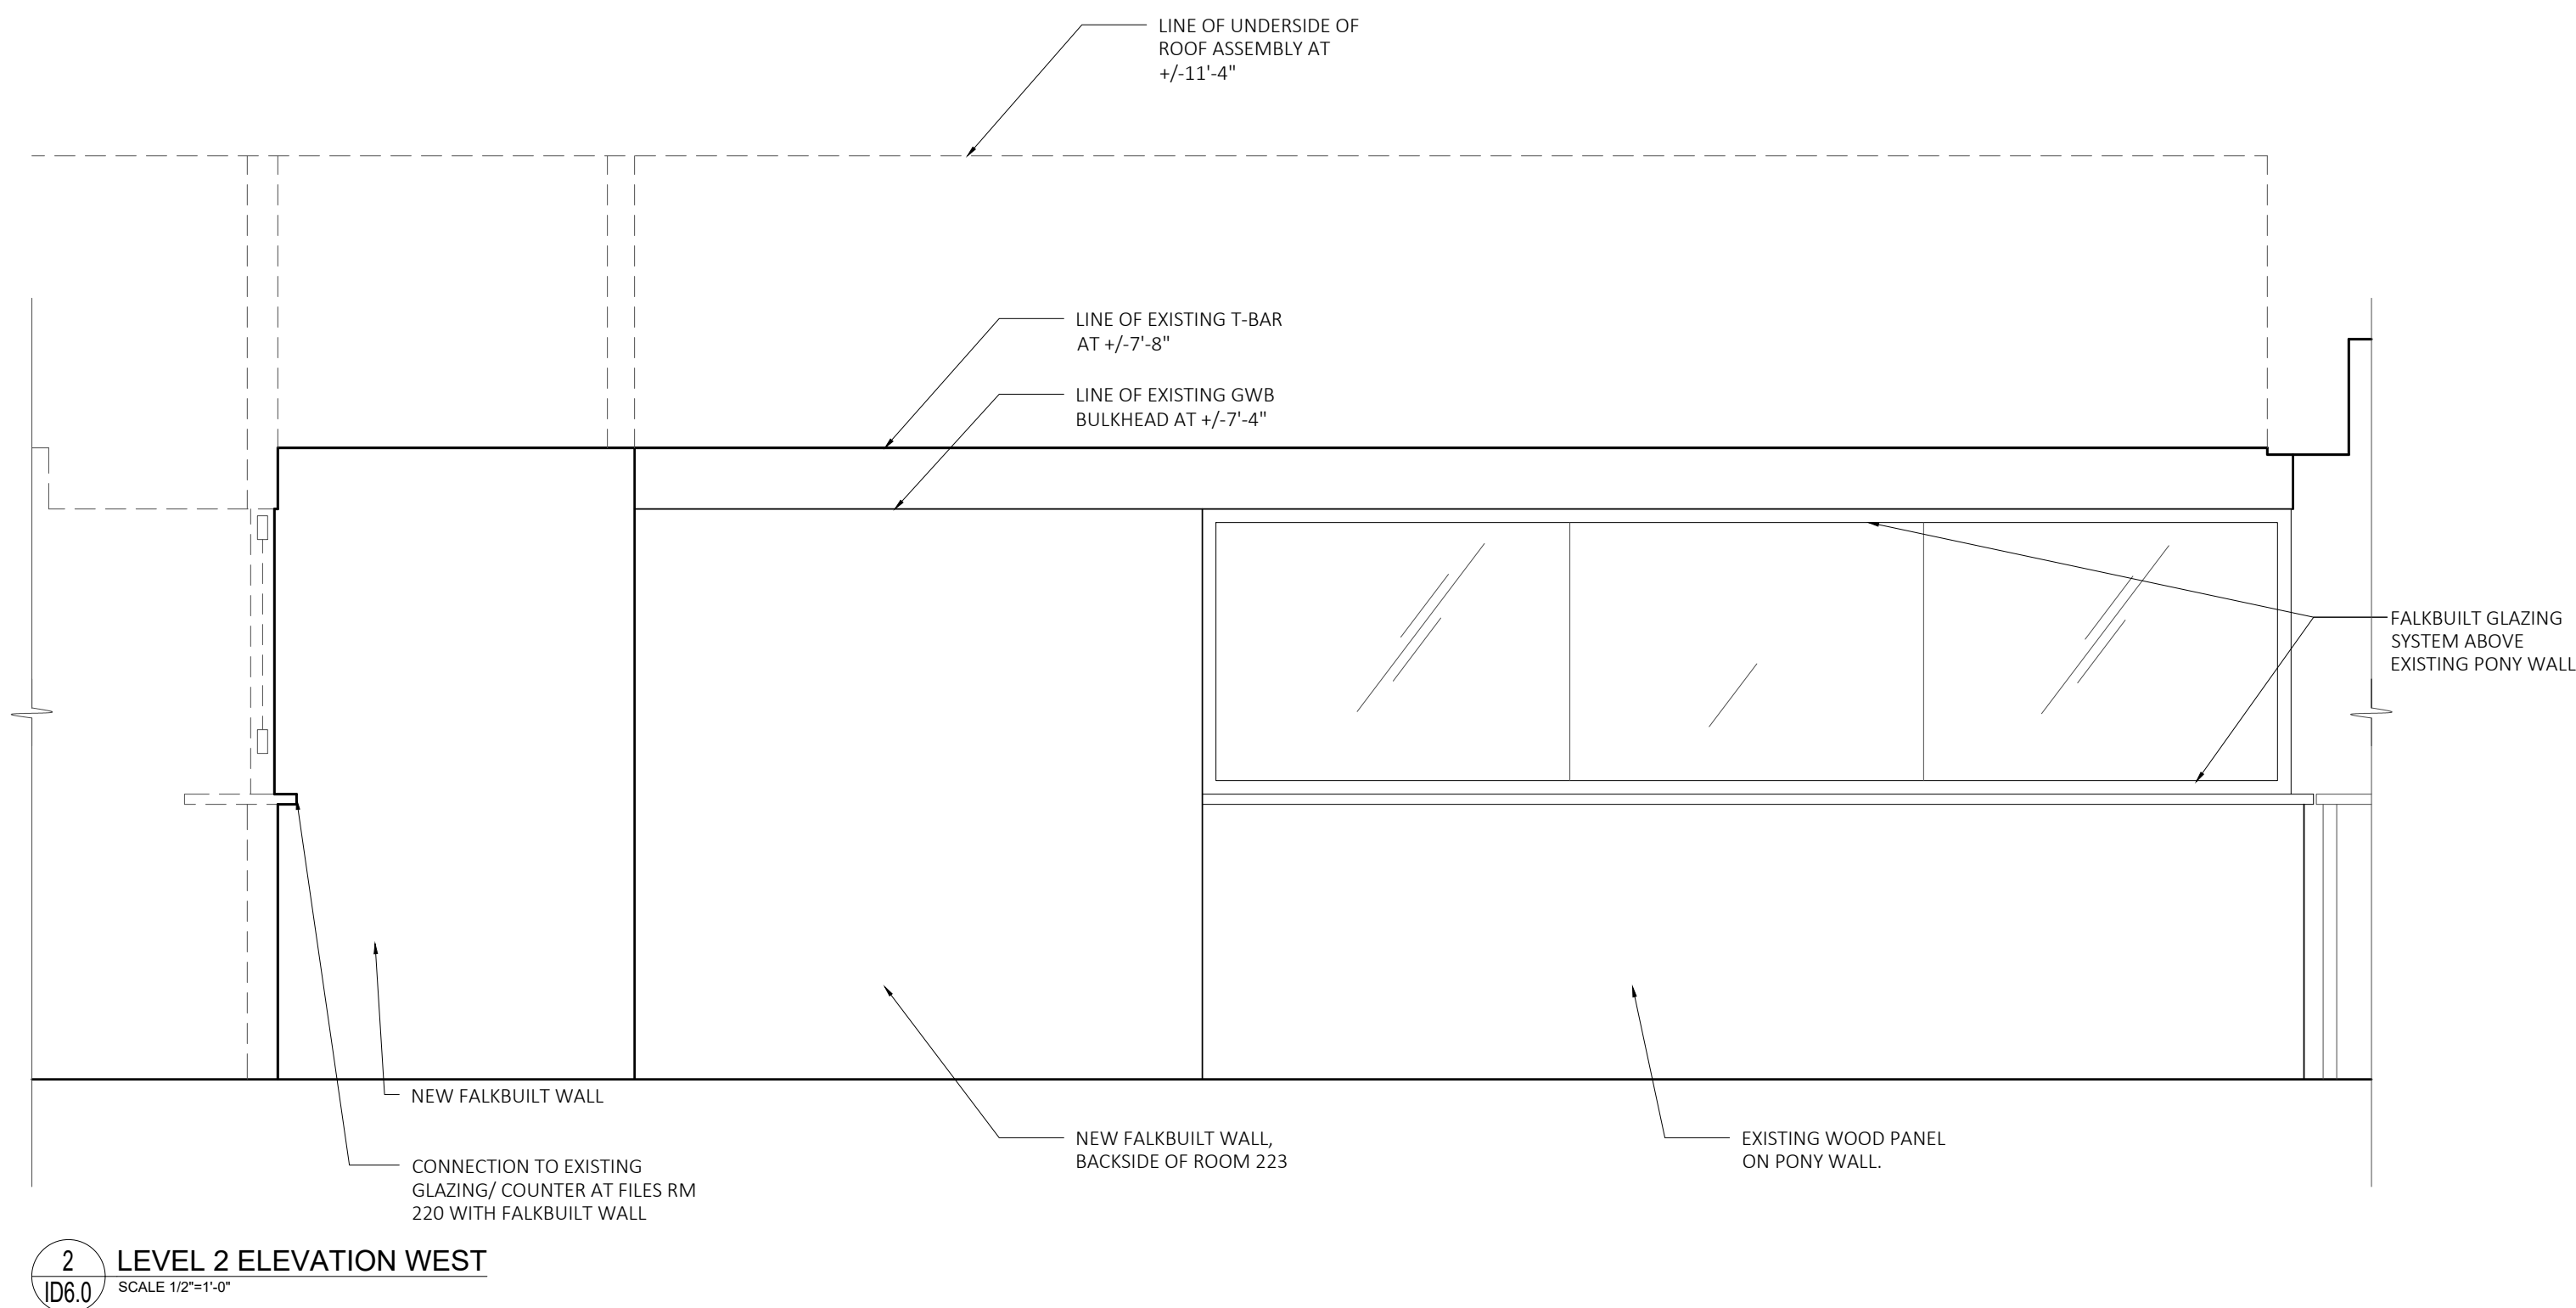 LINE OF UNDERSIDE OF
ROOF ASSEMBLY AT
+/-11'-4"
LINE OF EXISTING T-BAR
AT +/-7'-8"
LINE OF EXISTING GWB
BULKHEAD AT +/-7'-4"
FALKBUILT GLAZING
SYSTEM ABOVE
EXISTING PONY WALL
NEW FALKBUILT WALL
CONNECTION TO EXISTING
GLAZING/ COUNTER AT FILES RM
220 WITH FALKBUILT WALL
NEW FALKBUILT WALL,
BACKSIDE OF ROOM 223
EXISTING WOOD PANEL
ON PONY WALL.
2
ID6.0
LEVEL 2 ELEVATION WEST
SCALE 1/2"=1'-0"